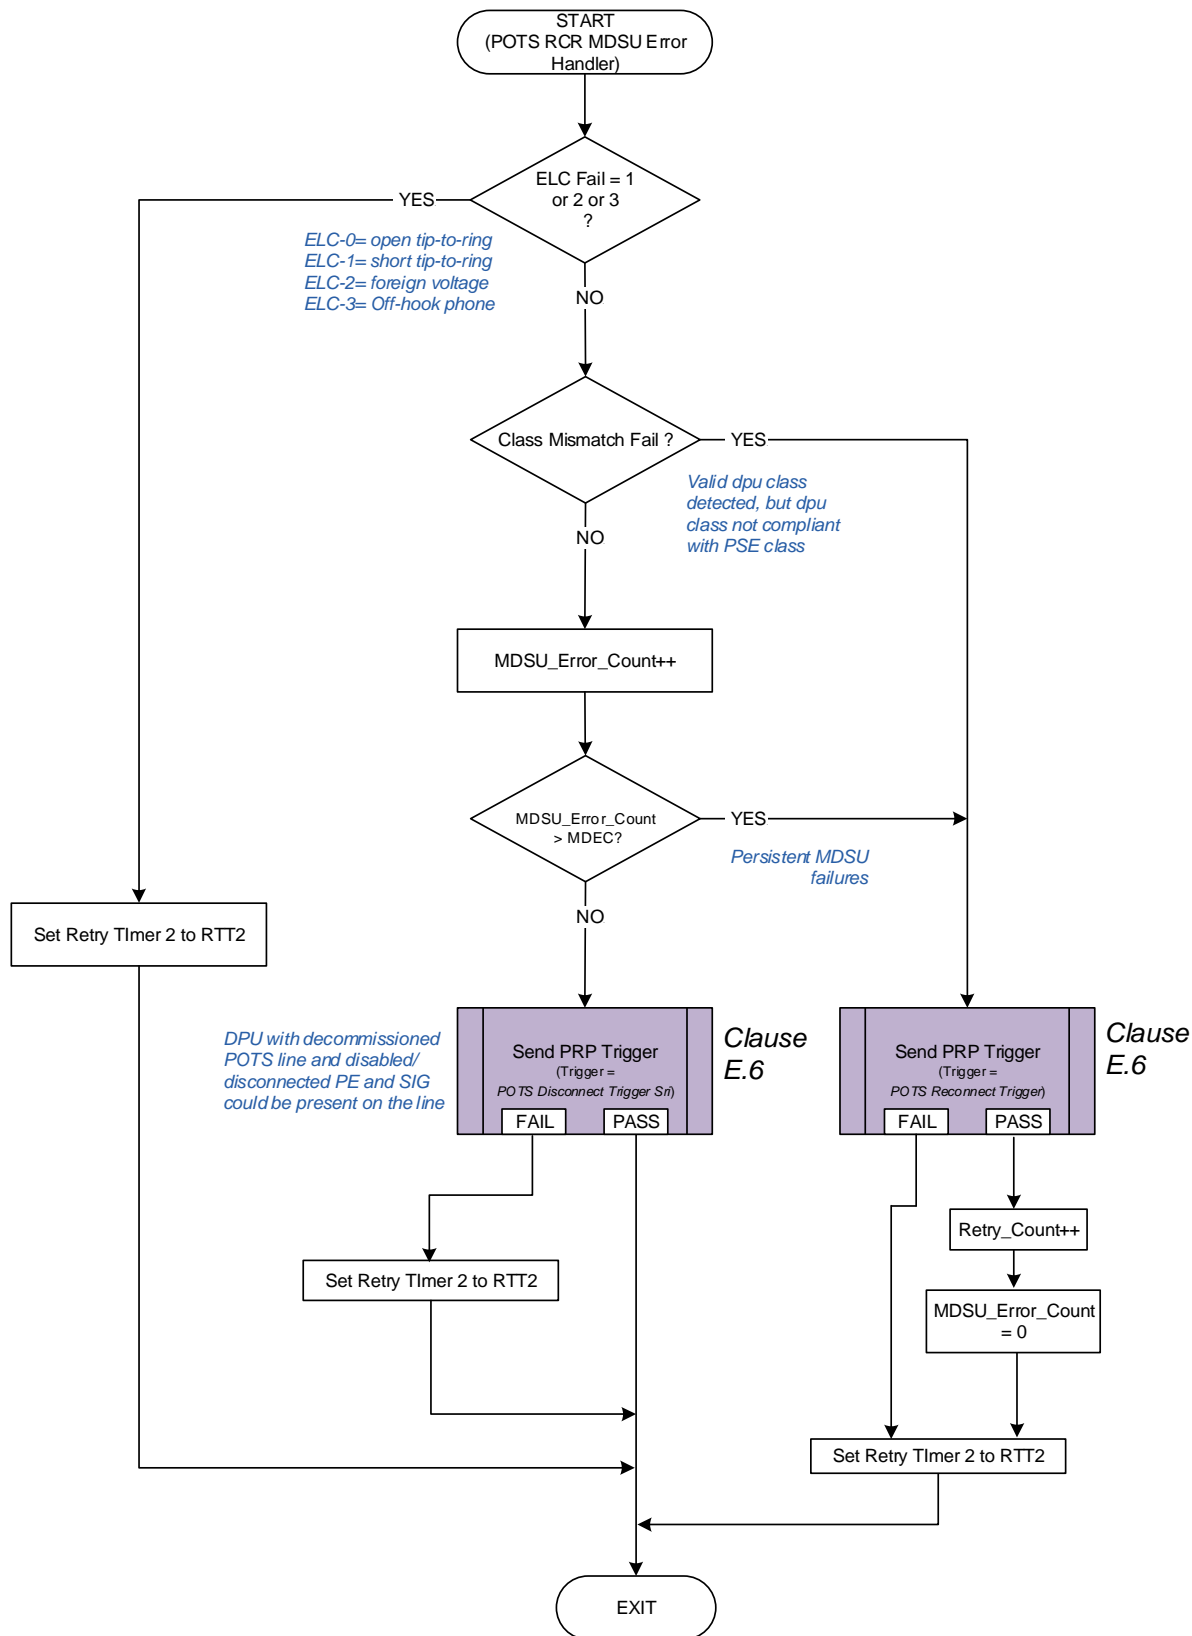 START
(POTS RCR MDSU Error
Handler)
ELC Fail = 1
or 2 or 3
?
YES
ELC-0= open tip-to-ring
ELC-1= short tip-to-ring
ELC-2= foreign voltage
ELC-3= Off-hook phone
NO
Class Mismatch Fail ?
YES
Valid dpu class
detected, but dpu
class not compliant
with PSE class
NO
MDSU_Error_Count++
MDSU_Error_Count
> MDEC?
YES
Persistent MDSU
failures
NO
Set Retry TImer 2 to RTT2
DPU with decommissioned
POTS line and disabled/
disconnected PE and SIG
could be present on the line
Send PRP Trigger
(Trigger =
POTS Disconnect Trigger Sri)
FAIL
PASS
Clause
E.6
Send PRP Trigger
(Trigger =
POTS Reconnect Trigger)
FAIL
PASS
Clause
E.6
Retry_Count++
Set Retry TImer 2 to RTT2
MDSU_Error_Count
= 0
Set Retry TImer 2 to RTT2
EXIT